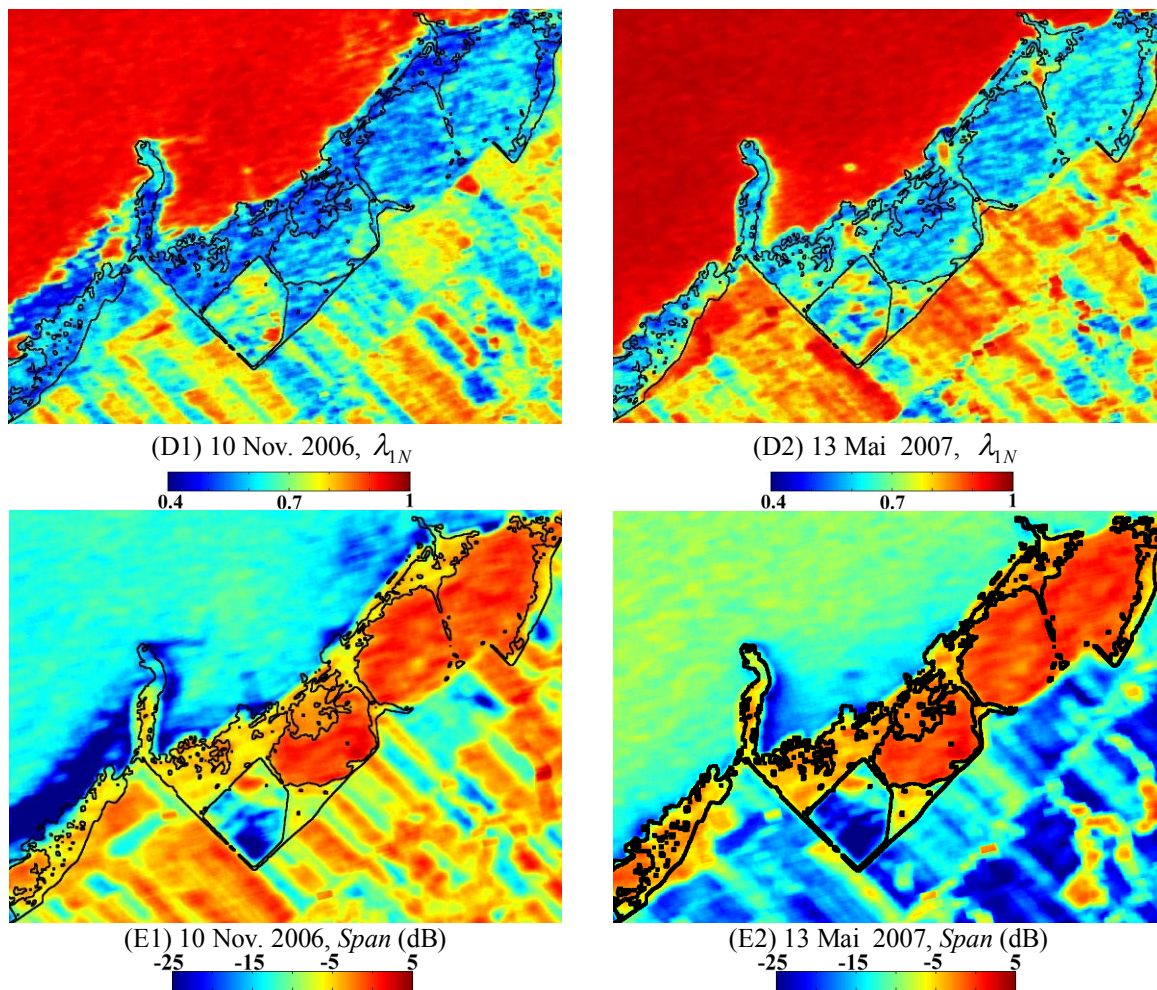 (D1) 10 Nov. 2006, λ1N
(D2) 13 Mai 2007, λ1N
0.4 0.7 1
0.4 0.7 1
(E1) 10 Nov. 2006, Span (dB)
(E2) 13 Mai 2007, Span (dB)
-25 -15 -5 5
-25 -15 -5 5